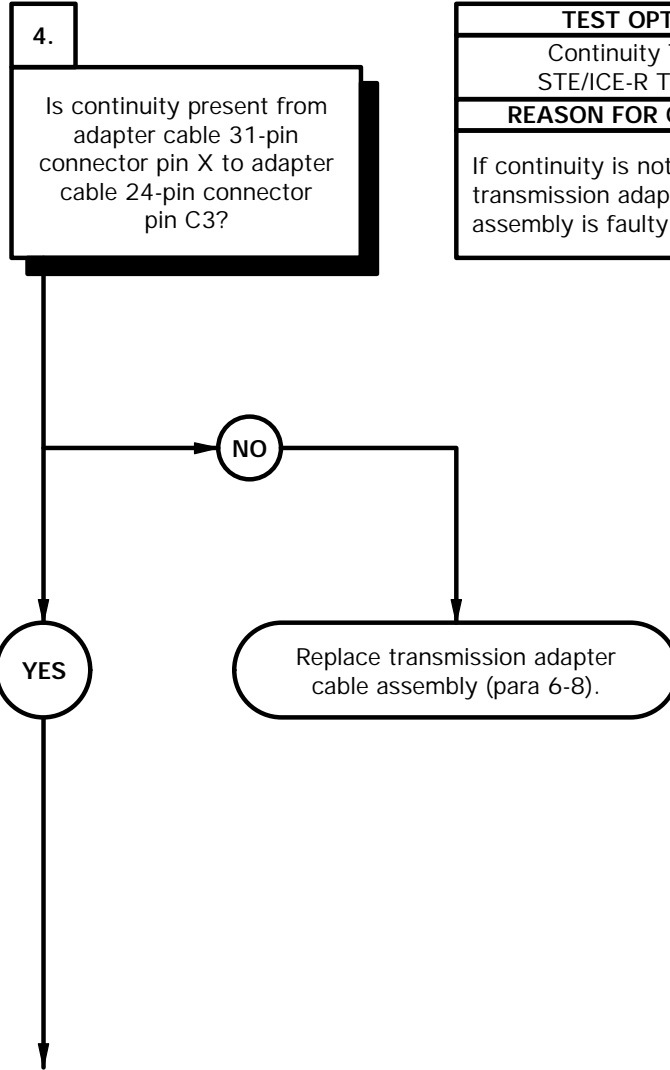 4.
Is continuity present from
adapter cable 31-pin
connector pin X to adapter
cable 24-pin connector
pin C3?
TEST OPT
Continuity
STE/ICE-R T
REASON FOR
If continuity is not
transmission adap
assembly is faulty
NO
YES
Replace transmission adapter
cable assembly (para 6-8).